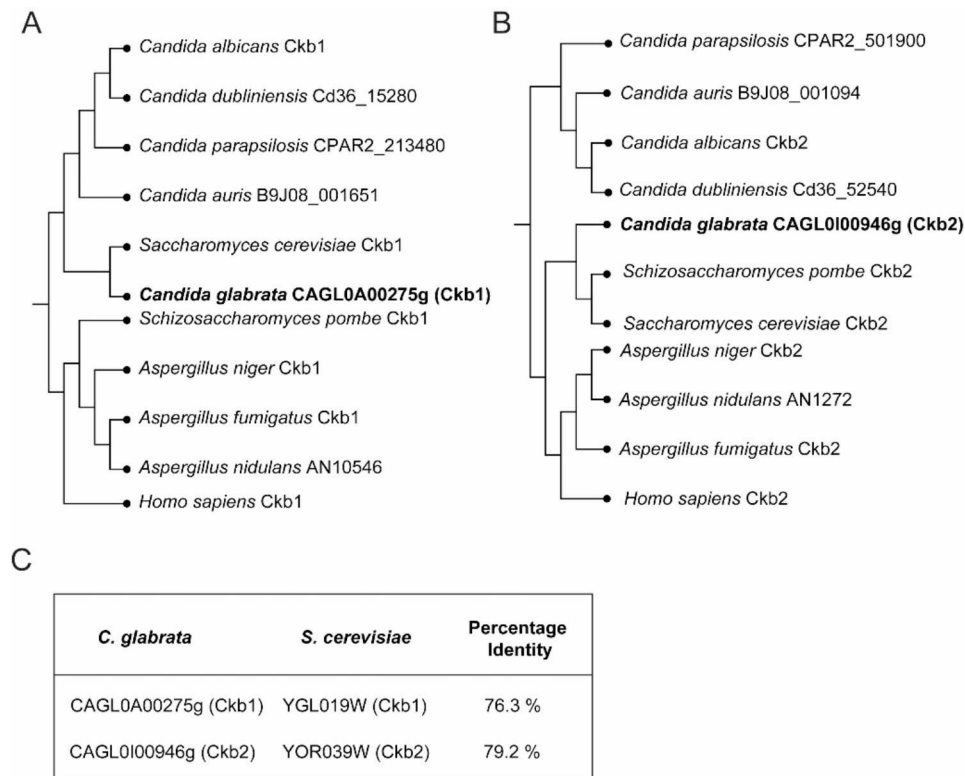 A
Candida albicans Ckb1
Candida dubliniensis Cd36_15280
Candida parapsilosis CPAR2_213480
Candida auris B9J08_001651
Saccharomyces cerevisiae Ckb1
Candida glabrata CAGL0A00275g (Ckb1)
Schizosaccharomyces pombe Ckb1
Aspergillus niger Ckb1
Aspergillus fumigatus Ckb1
Aspergillus nidulans AN10546
Homo sapiens Ckb1
B
Candida parapsilosis CPAR2_501900
Candida auris B9J08_001094
Candida albicans Ckb2
Candida dubliniensis Cd36_52540
Candida glabrata CAGL0I00946g (Ckb2)
Schizosaccharomyces pombe Ckb2
Saccharomyces cerevisiae Ckb2
Aspergillus niger Ckb2
Aspergillus nidulans AN1272
Aspergillus fumigatus Ckb2
Homo sapiens Ckb2
C
C. glabrata S. cerevisiae Percentage
Identity
CAGL0A00275g (Ckb1) YGL019W (Ckb1) 76.3 %
CAGL0I00946g (Ckb2) YOR039W (Ckb2) 79.2 %